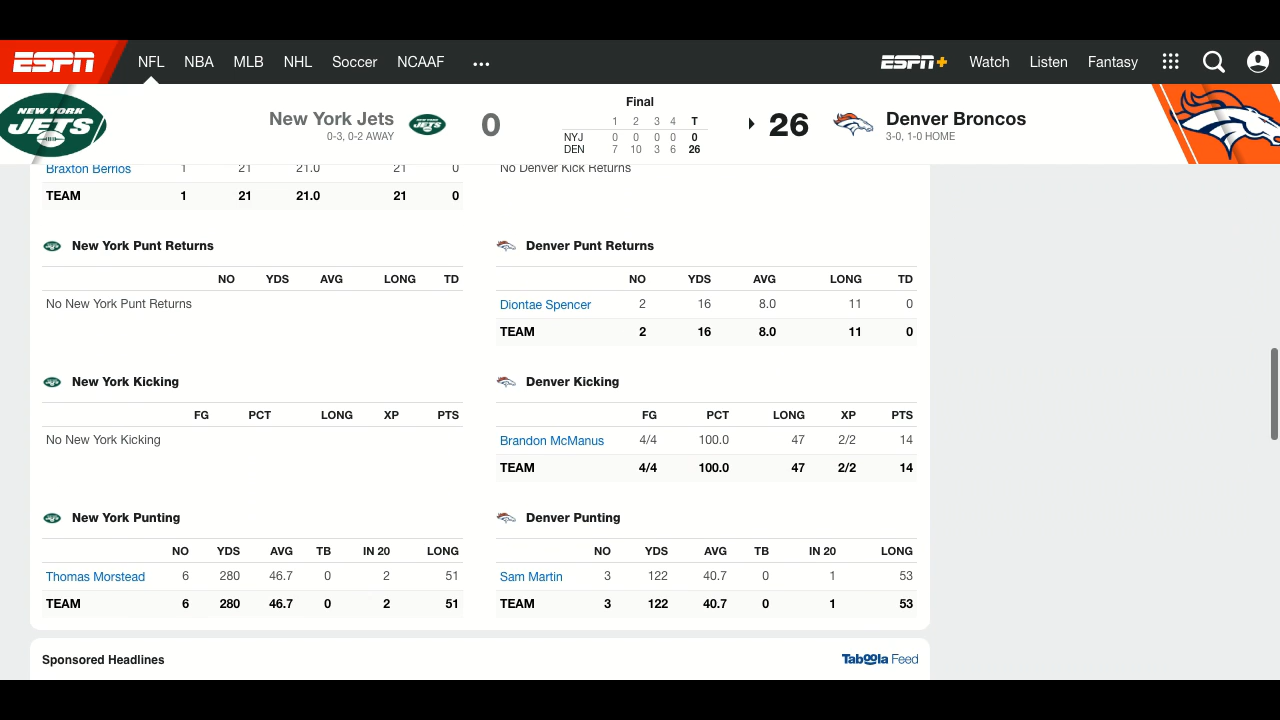 ESPN NFL NBA MLB NHL Soccer NCAAF ... ESPN+ Watch Listen Fantasy
NEW YORK JETS
New York Jets 0
0-3, 0-2 AWAY
Final
1 2 3 4 T
NYJ 0 0 0 0 0
DEN 7 10 3 6 26
26 Denver Broncos
3-0, 1-0 HOME
Braxton Berrios 1 21 21.0 21 0
TEAM 1 21 21.0 21 0
No Denver Kick Returns
New York Punt Returns
NO YDS AVG LONG TD
No New York Punt Returns
Denver Punt Returns
NO YDS AVG LONG TD
Diontae Spencer 2 16 8.0 11 0
TEAM 2 16 8.0 11 0
New York Kicking
FG PCT LONG XP PTS
No New York Kicking
Denver Kicking
FG PCT LONG XP PTS
Brandon McManus 4/4 100.0 47 2/2 14
TEAM 4/4 100.0 47 2/2 14
New York Punting
NO YDS AVG TB IN 20 LONG
Thomas Morstead 6 280 46.7 0 2 51
TEAM 6 280 46.7 0 2 51
Denver Punting
NO YDS AVG TB IN 20 LONG
Sam Martin 3 122 40.7 0 1 53
TEAM 3 122 40.7 0 1 53
Sponsored Headlines
Taboola Feed